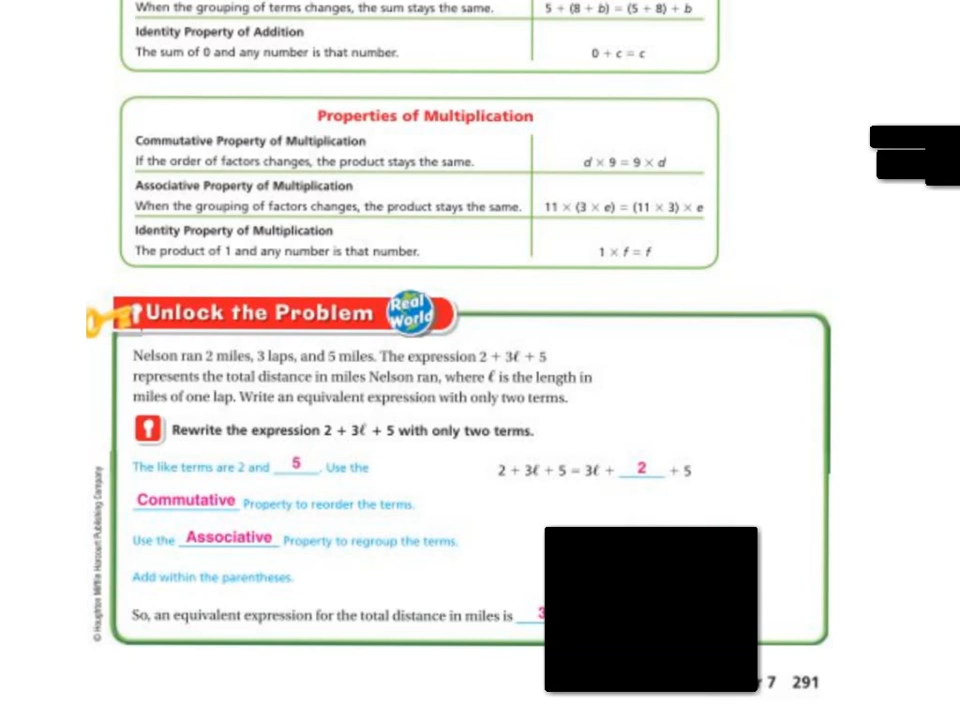 When the grouping of terms changes, the sum stays the same. 5 + (8 + b) = (5 + 8) + b
Identity Property of Addition
The sum of 0 and any number is that number. 0 + c = c
Properties of Multiplication
Commutative Property of Multiplication
If the order of factors changes, the product stays the same. d × 9 = 9 × d
Associative Property of Multiplication
When the grouping of factors changes, the product stays the same. 11 × (3 × e) = (11 × 3) × e
Identity Property of Multiplication
The product of 1 and any number is that number. 1 × f = f
Unlock the Problem Real World
Nelson ran 2 miles, 3 laps, and 5 miles. The expression 2 + 3ℓ + 5
represents the total distance in miles Nelson ran, where ℓ is the length in
miles of one lap. Write an equivalent expression with only two terms.
Rewrite the expression 2 + 3ℓ + 5 with only two terms.
The like terms are 2 and 5. Use the 2 + 3ℓ + 5 = 3ℓ + 2 + 5
Commutative Property to reorder the terms.
Use the Associative Property to regroup the terms.
Add within the parentheses.
So, an equivalent expression for the total distance in miles is 3
© Houghton Mifflin Harcourt Publishing Company
7 291